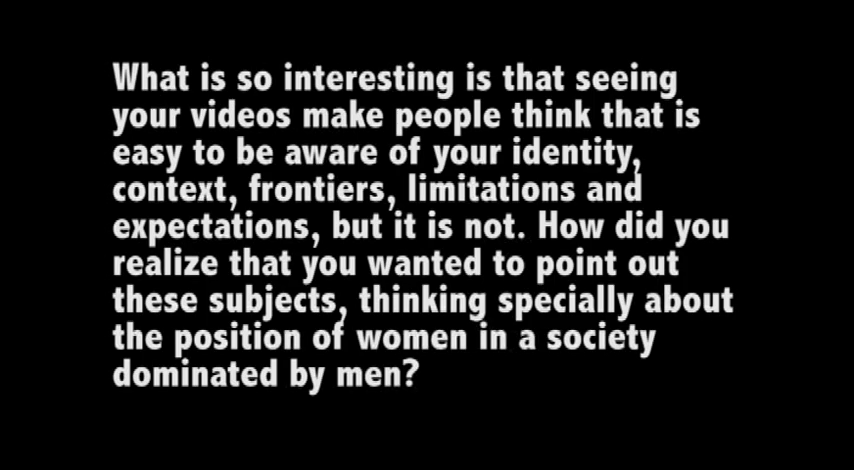 What is so interesting is that seeing
your videos make people think that is
easy to be aware of your identity,
context, frontiers, limitations and
expectations, but it is not. How did you
realize that you wanted to point out
these subjects, thinking specially about
the position of women in a society
dominated by men?